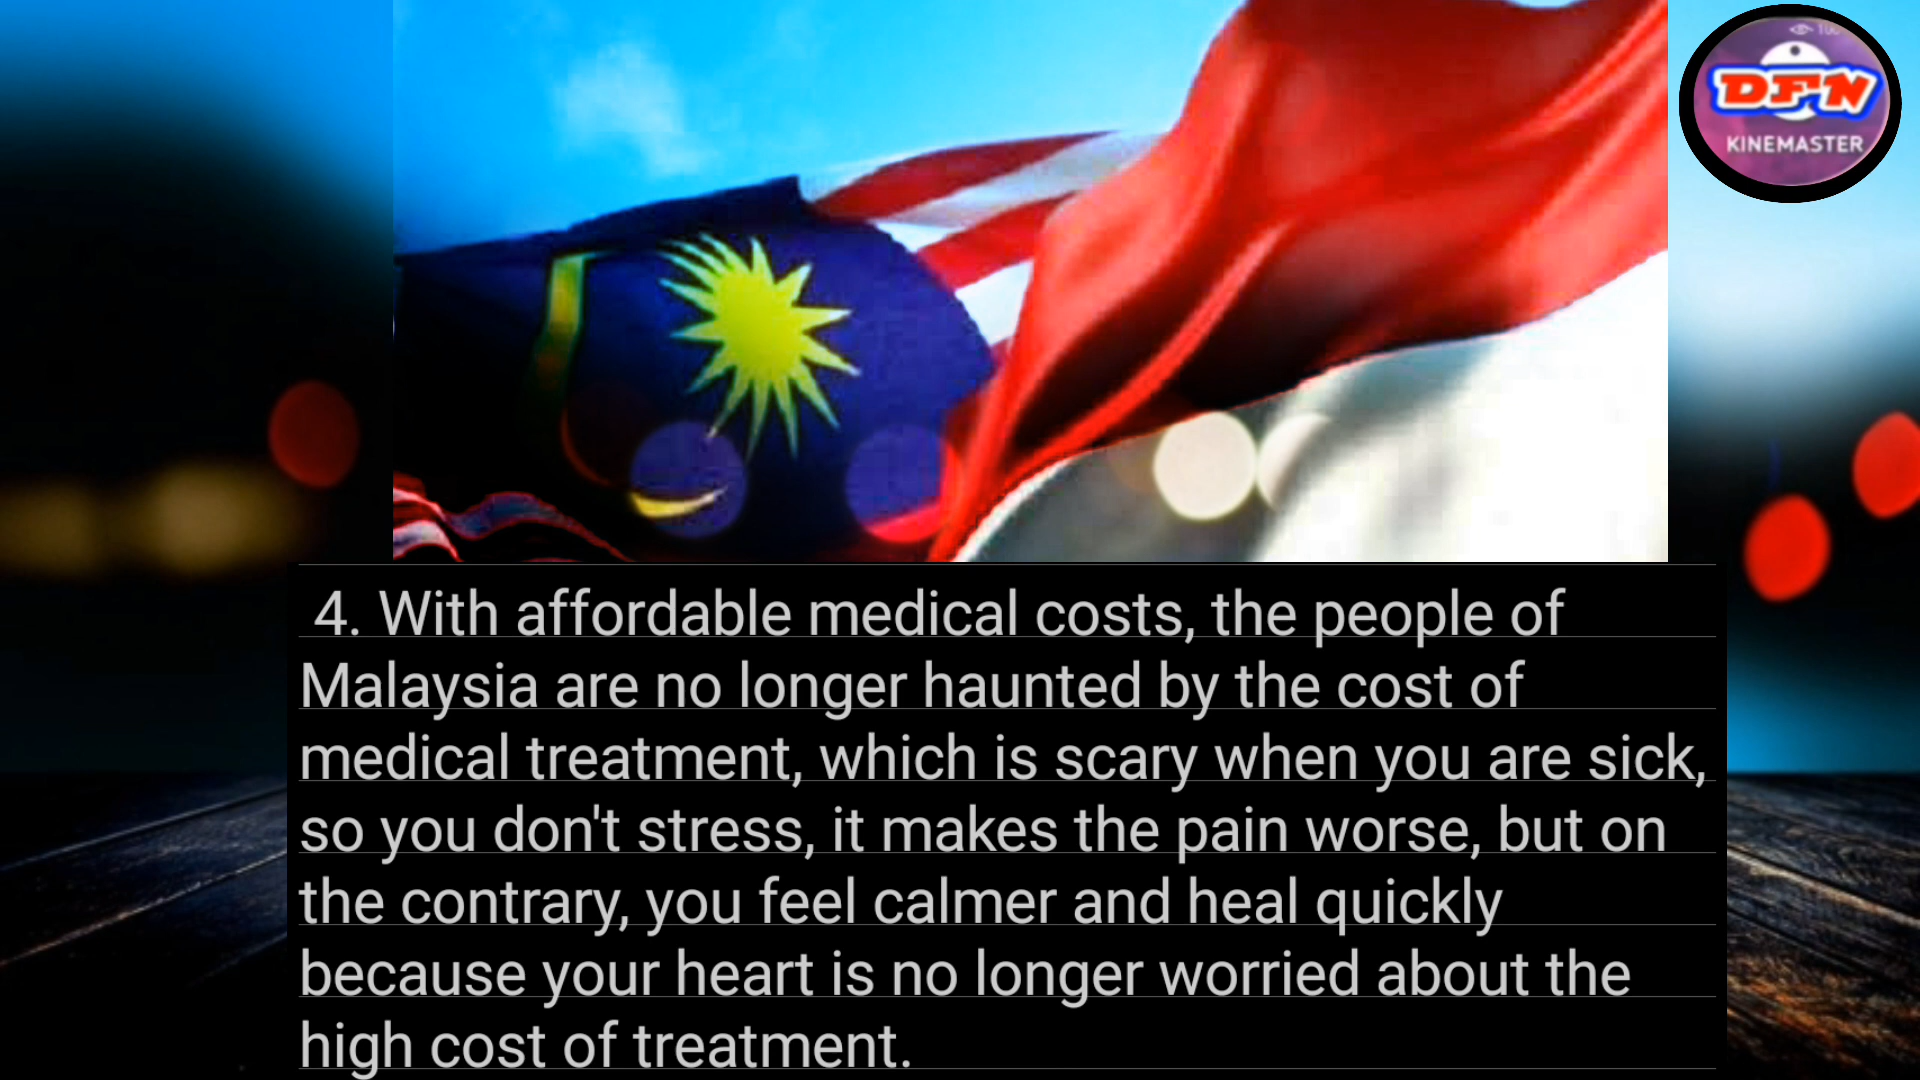 100
DFN
KINEMASTER
4. With affordable medical costs, the people of
Malaysia are no longer haunted by the cost of
medical treatment, which is scary when you are sick,
so you don't stress, it makes the pain worse, but on
the contrary, you feel calmer and heal quickly
because your heart is no longer worried about the
high cost of treatment.